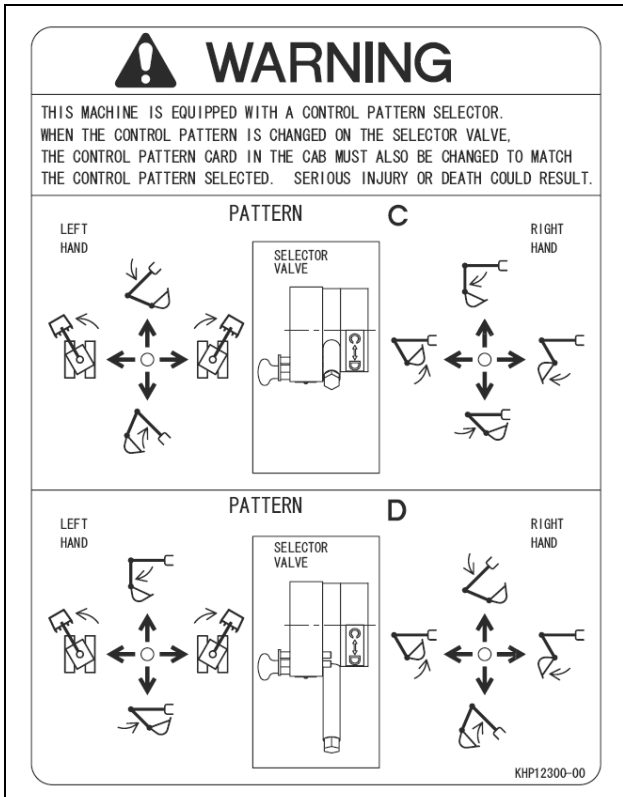 WARNING
THIS MACHINE IS EQUIPPED WITH A CONTROL PATTERN SELECTOR.
WHEN THE CONTROL PATTERN IS CHANGED ON THE SELECTOR VALVE,
THE CONTROL PATTERN CARD IN THE CAB MUST ALSO BE CHANGED TO MATCH
THE CONTROL PATTERN SELECTED. SERIOUS INJURY OR DEATH COULD RESULT.
PATTERN C
LEFT
HAND
SELECTOR
VALVE
C↔D
RIGHT
HAND
PATTERN D
LEFT
HAND
SELECTOR
VALVE
C↔D
RIGHT
HAND
KHP12300-00